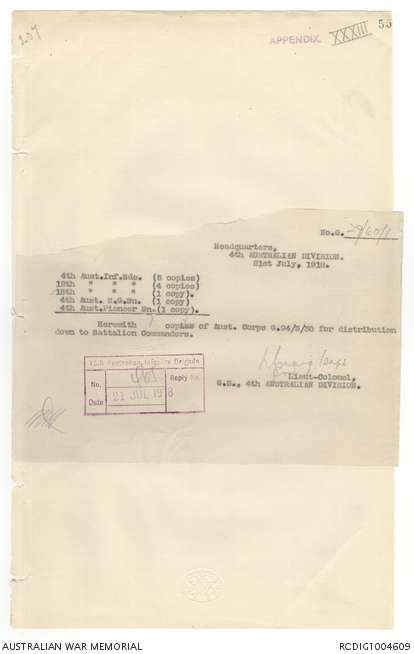 237
APPENDIX. XXXIII 55
No.G. 29/60/1
Headquarters,
4th AUSTRALIAN DIVISION.
21st July, 1918.
4th Aust.Inf.Bde. (5 copies)
12th " " " (4 copies)
13th " " " (1 copy).
4th Aust. M.G.Bn. (1 copy)
4th Aust.Pioneer Bn.(1 copy).
Herewith copies of Aust. Corps G.94/5/30 for distribution
down to Battalion Commanders.
Lieut-Colonel,
G.S., 4th AUSTRALIAN DIVISION.
12th Australian Infantry Brigade
No. Reply No.
Date 21 JUL 1918
AUSTRALIAN WAR MEMORIAL RCDIG1004609